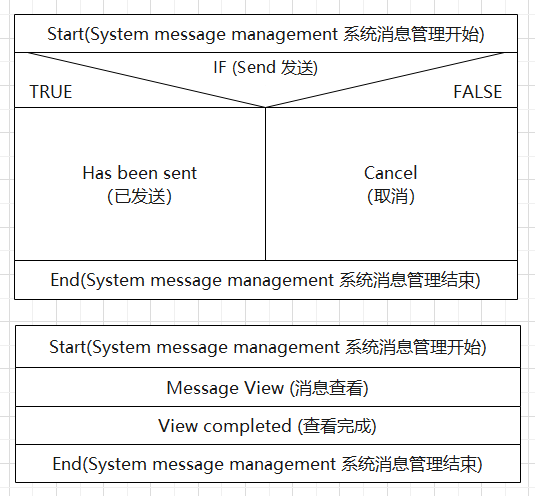 Start(System message management 系统消息管理开始)
IF (Send 发送)
TRUE
FALSE
Has been sent
(已发送)
Cancel
(取消)
End(System message management 系统消息管理结束)
Start(System message management 系统消息管理开始)
Message View (消息查看)
View completed (查看完成)
End(System message management 系统消息管理结束)